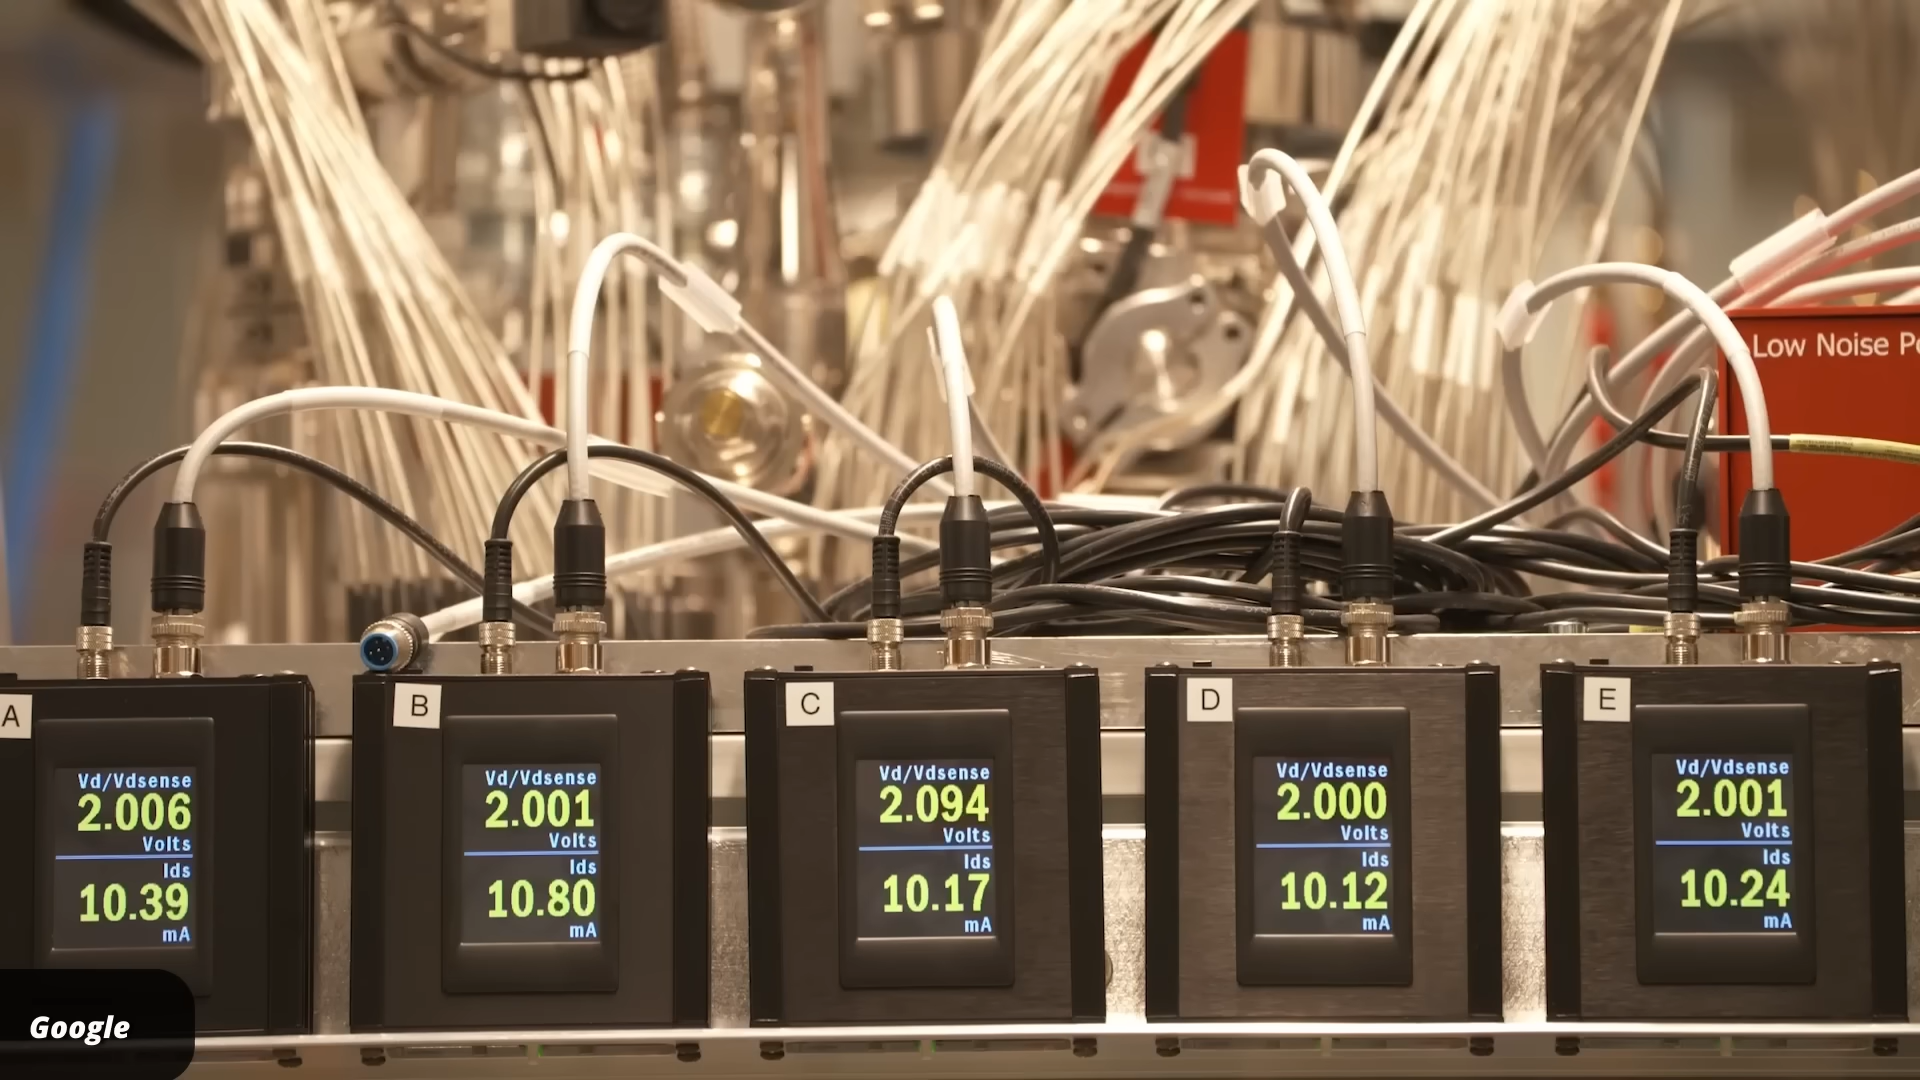 Low Noise
A
Vd/Vdsense
2.006
Volts
Ids
10.39
mA
B
Vd/Vdsense
2.001
Volts
Ids
10.80
mA
C
Vd/Vdsense
2.094
Volts
Ids
10.17
mA
D
Vd/Vdsense
2.000
Volts
Ids
10.12
mA
E
Vd/Vdsense
2.001
Volts
Ids
10.24
mA
Google